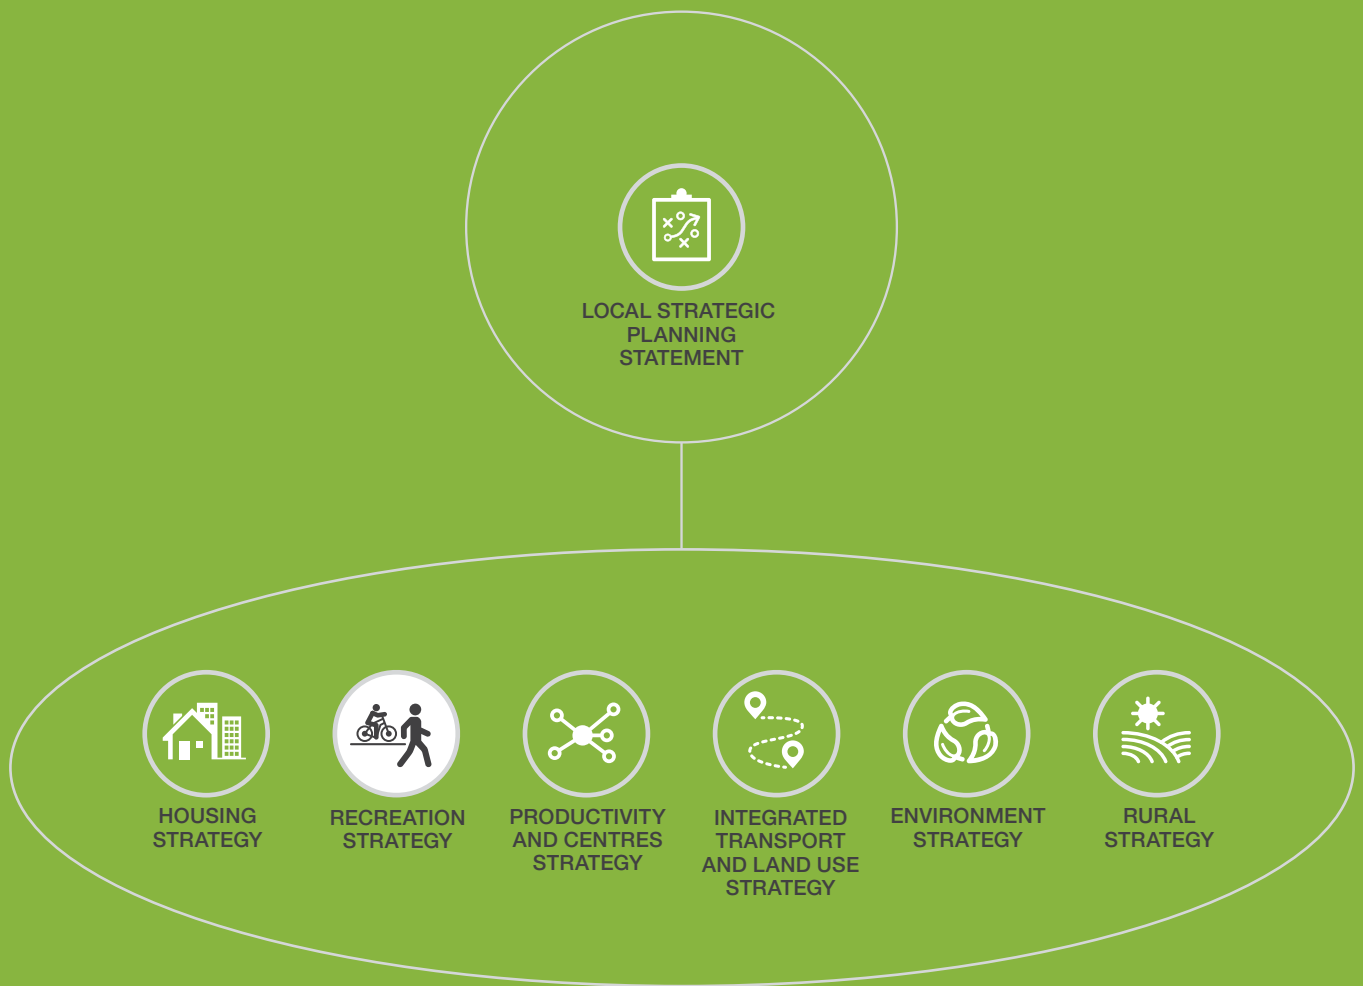 LOCAL STRATEGIC
PLANNING
STATEMENT
HOUSING
STRATEGY
RECREATION
STRATEGY
PRODUCTIVITY
AND CENTRES
STRATEGY
INTEGRATED
TRANSPORT
AND LAND USE
STRATEGY
ENVIRONMENT
STRATEGY
RURAL
STRATEGY